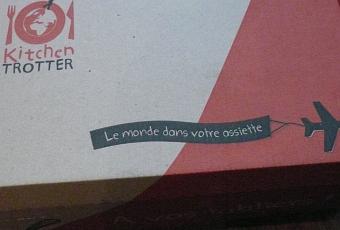 Kitchen
TROTTER
Le monde dans votre assiette